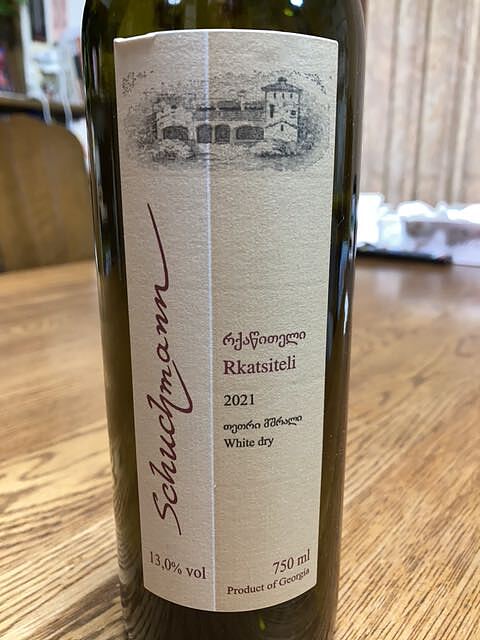 Schuchmann
რქაწითელი
Rkatsiteli
2021
თეთრი მშრალი
White dry
13,0% vol
750 ml
Product of Georgia